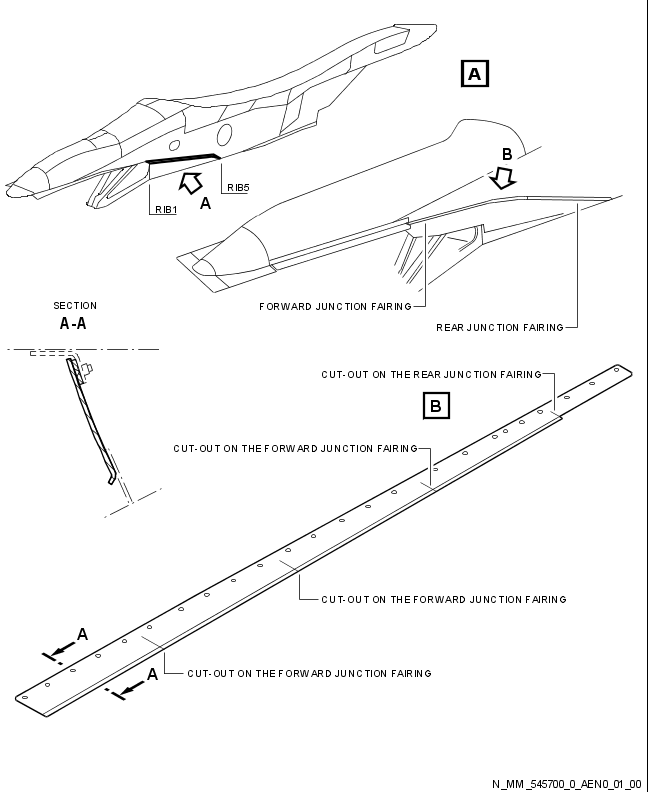 A
B
RIB5
A
RIB1
FORWARD JUNCTION FAIRING
SECTION
A-A
REAR JUNCTION FAIRING
CUT-OUT ON THE REAR JUNCTION FAIRING
B
CUT-OUT ON THE FORWARD JUNCTION FAIRING
CUT-OUT ON THE FORWARD JUNCTION FAIRING
A
A
CUT-OUT ON THE FORWARD JUNCTION FAIRING
N_MM_545700_0_AEN0_01_00